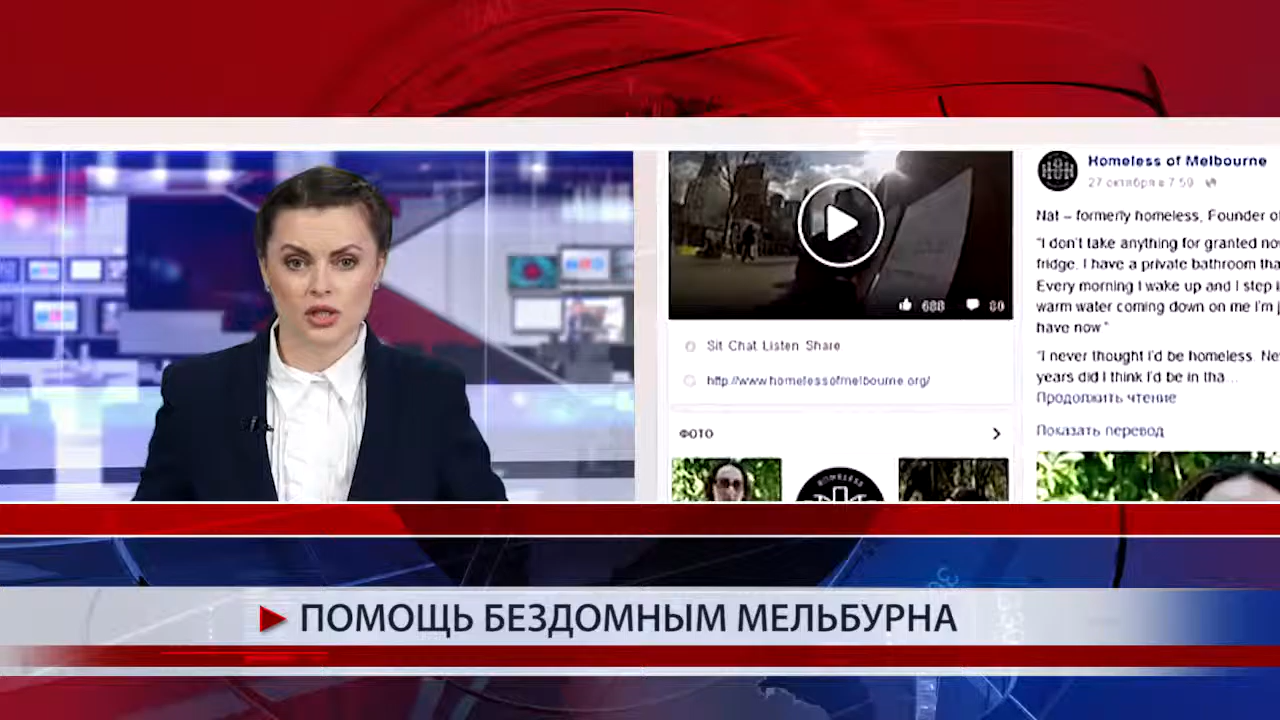 Homeless of Melbourne
27 октября в 7:59
Nat – formerly homeless, Founder o
"I don't take anything for granted no
fridge. I have a private bathroom tha
Every morning I wake up and I step i
warm water coming down on me I'm j
have now"
"I never thought I'd be homeless. Ne
years did I think I'd be in tha...
Продолжить чтение
Показать перевод
688
Sit Chat Listen Share
http://www.homelessofmelbourne.org/
ФОТО
HOMELESS
ПОМОЩЬ БЕЗДОМНЫМ МЕЛЬБУРНА